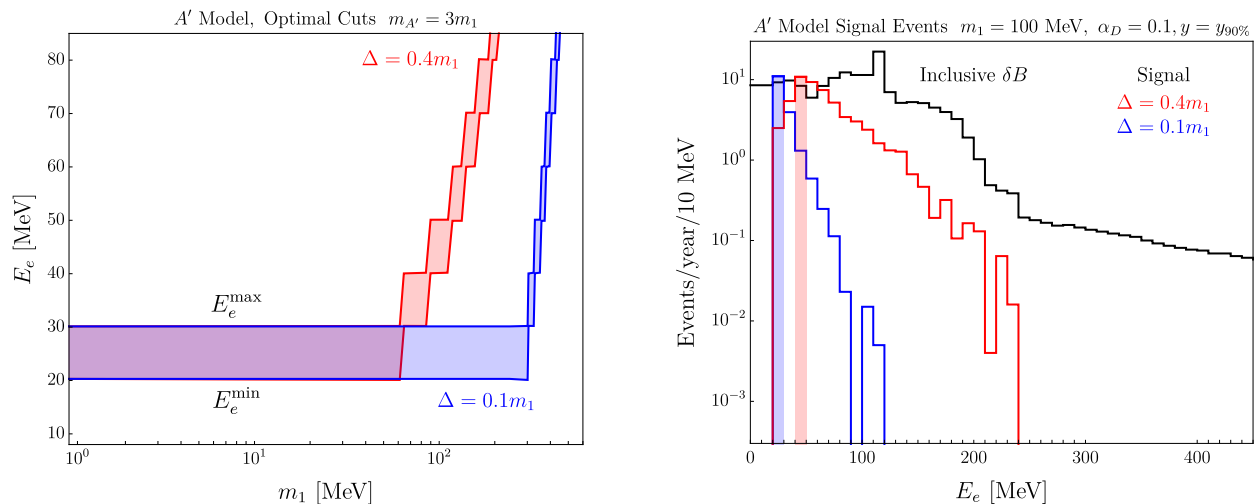 A′ Model, Optimal Cuts m_{A′} = 3m_1
80
70
60
50
40
30
20
10
E_e [MeV]
Δ = 0.4m_1
E_e^max
E_e^min
Δ = 0.1m_1
10^0
10^1
10^2
m_1 [MeV]
A′ Model Signal Events m_1 = 100 MeV, α_D = 0.1, y = y_{90%}
10^1
10^0
10^{-1}
10^{-2}
10^{-3}
Events/year/10 MeV
Inclusive δB
Signal
Δ = 0.4m_1
Δ = 0.1m_1
0
100
200
300
400
E_e [MeV]